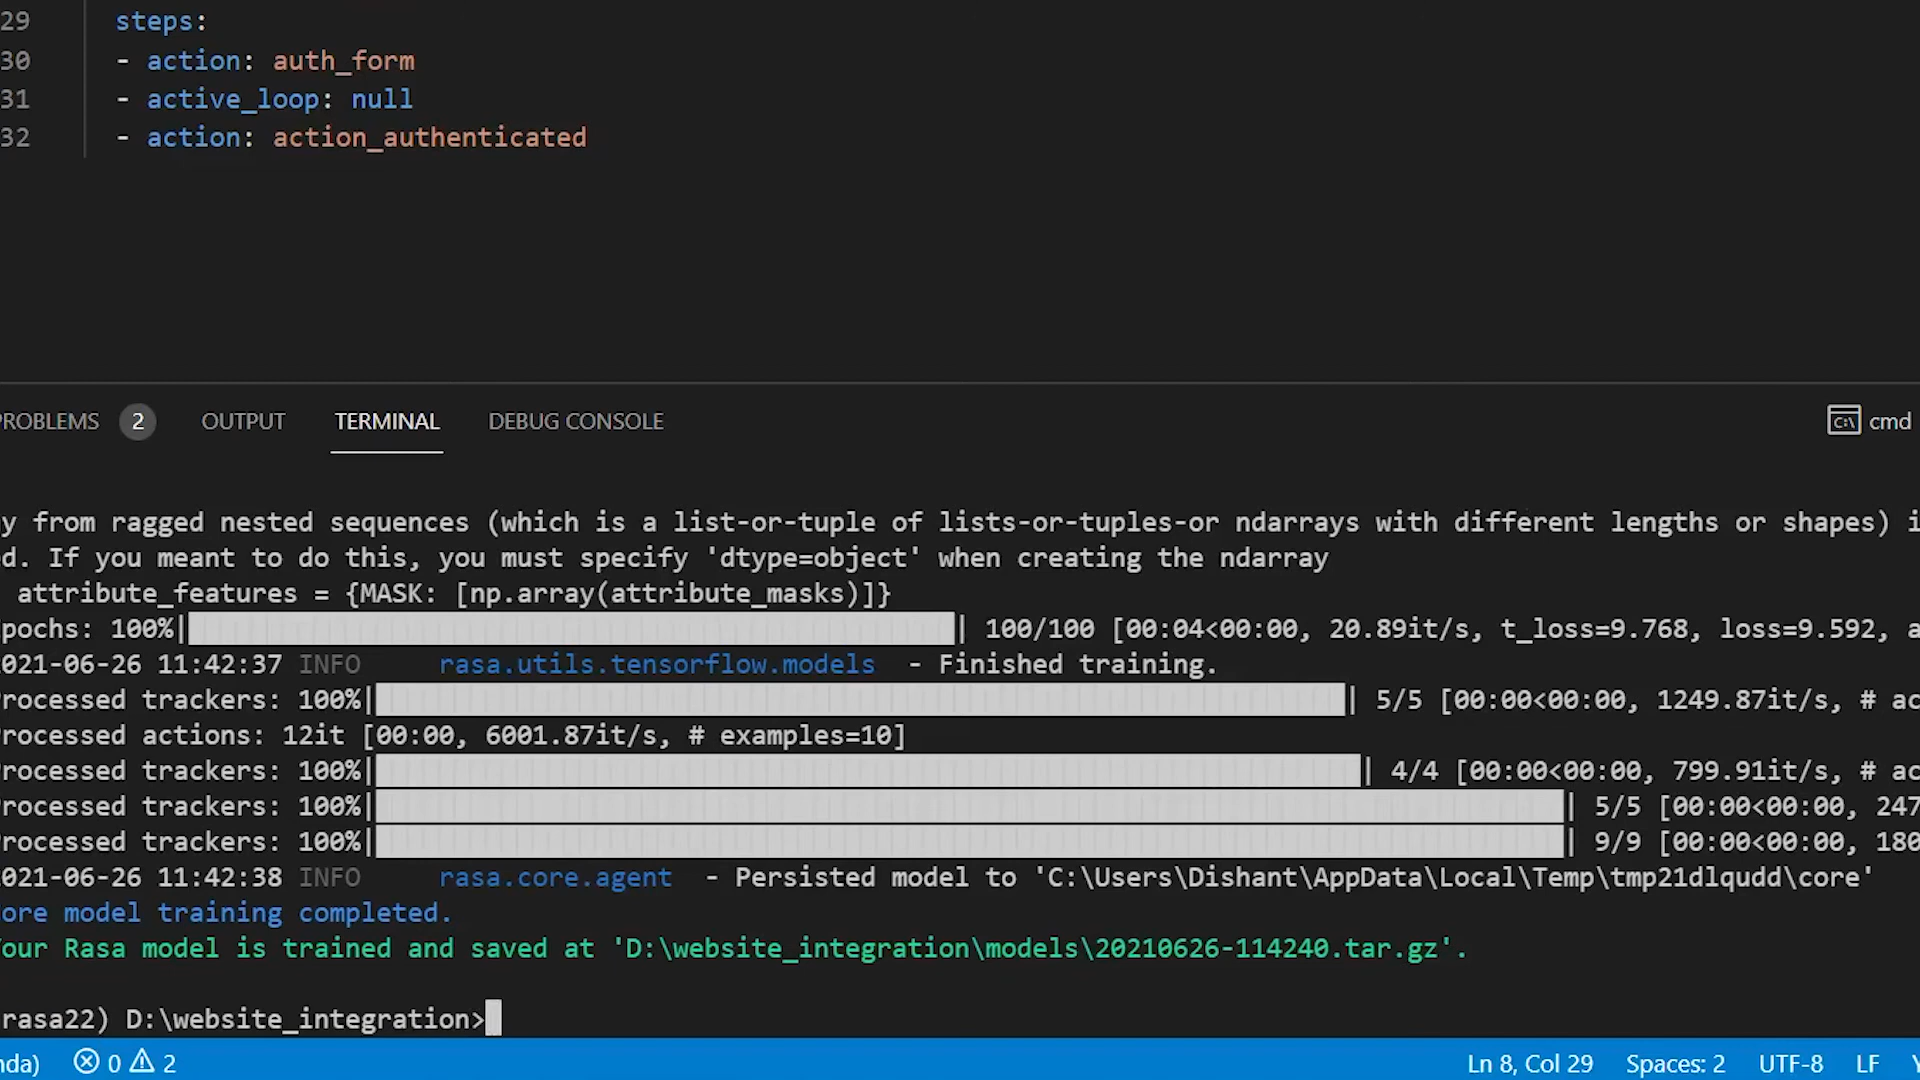 29 steps:
30 - action: auth_form
31 - active_loop: null
32 - action: action_authenticated
PROBLEMS 2 OUTPUT TERMINAL DEBUG CONSOLE cmd
y from ragged nested sequences (which is a list-or-tuple of lists-or-tuples-or ndarrays with different lengths or shapes) i
ed. If you meant to do this, you must specify 'dtype=object' when creating the ndarray
attribute_features = {MASK: [np.array(attribute_masks)]}
pochs: 100%| | 100/100 [00:04<00:00, 20.89it/s, t_loss=9.768, loss=9.592, a
021-06-26 11:42:37 INFO rasa.utils.tensorflow.models - Finished training.
rocessed trackers: 100%| | 5/5 [00:00<00:00, 1249.87it/s, # ac
rocessed actions: 12it [00:00, 6001.87it/s, # examples=10]
rocessed trackers: 100%| | 4/4 [00:00<00:00, 799.91it/s, # ac
rocessed trackers: 100%| | 5/5 [00:00<00:00, 247
rocessed trackers: 100%| | 9/9 [00:00<00:00, 180
021-06-26 11:42:38 INFO rasa.core.agent - Persisted model to 'C:\Users\Dishant\AppData\Local\Temp\tmp21dlqudd\core'
ore model training completed.
our Rasa model is trained and saved at 'D:\website_integration\models\20210626-114240.tar.gz'.
rasa22) D:\website_integration>
nda) 0 2 Ln 8, Col 29 Spaces: 2 UTF-8 LF